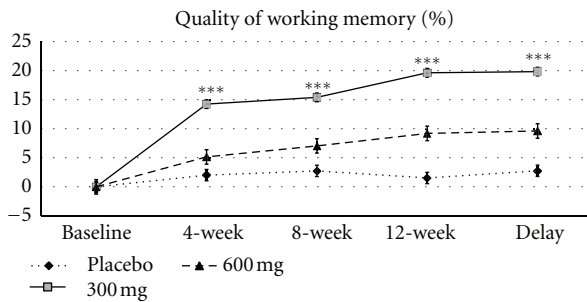 Quality of working memory (%)
25
20
15
10
5
0
−5
***
***
***
***
Baseline 4-week 8-week 12-week Delay
Placebo 600 mg
300 mg